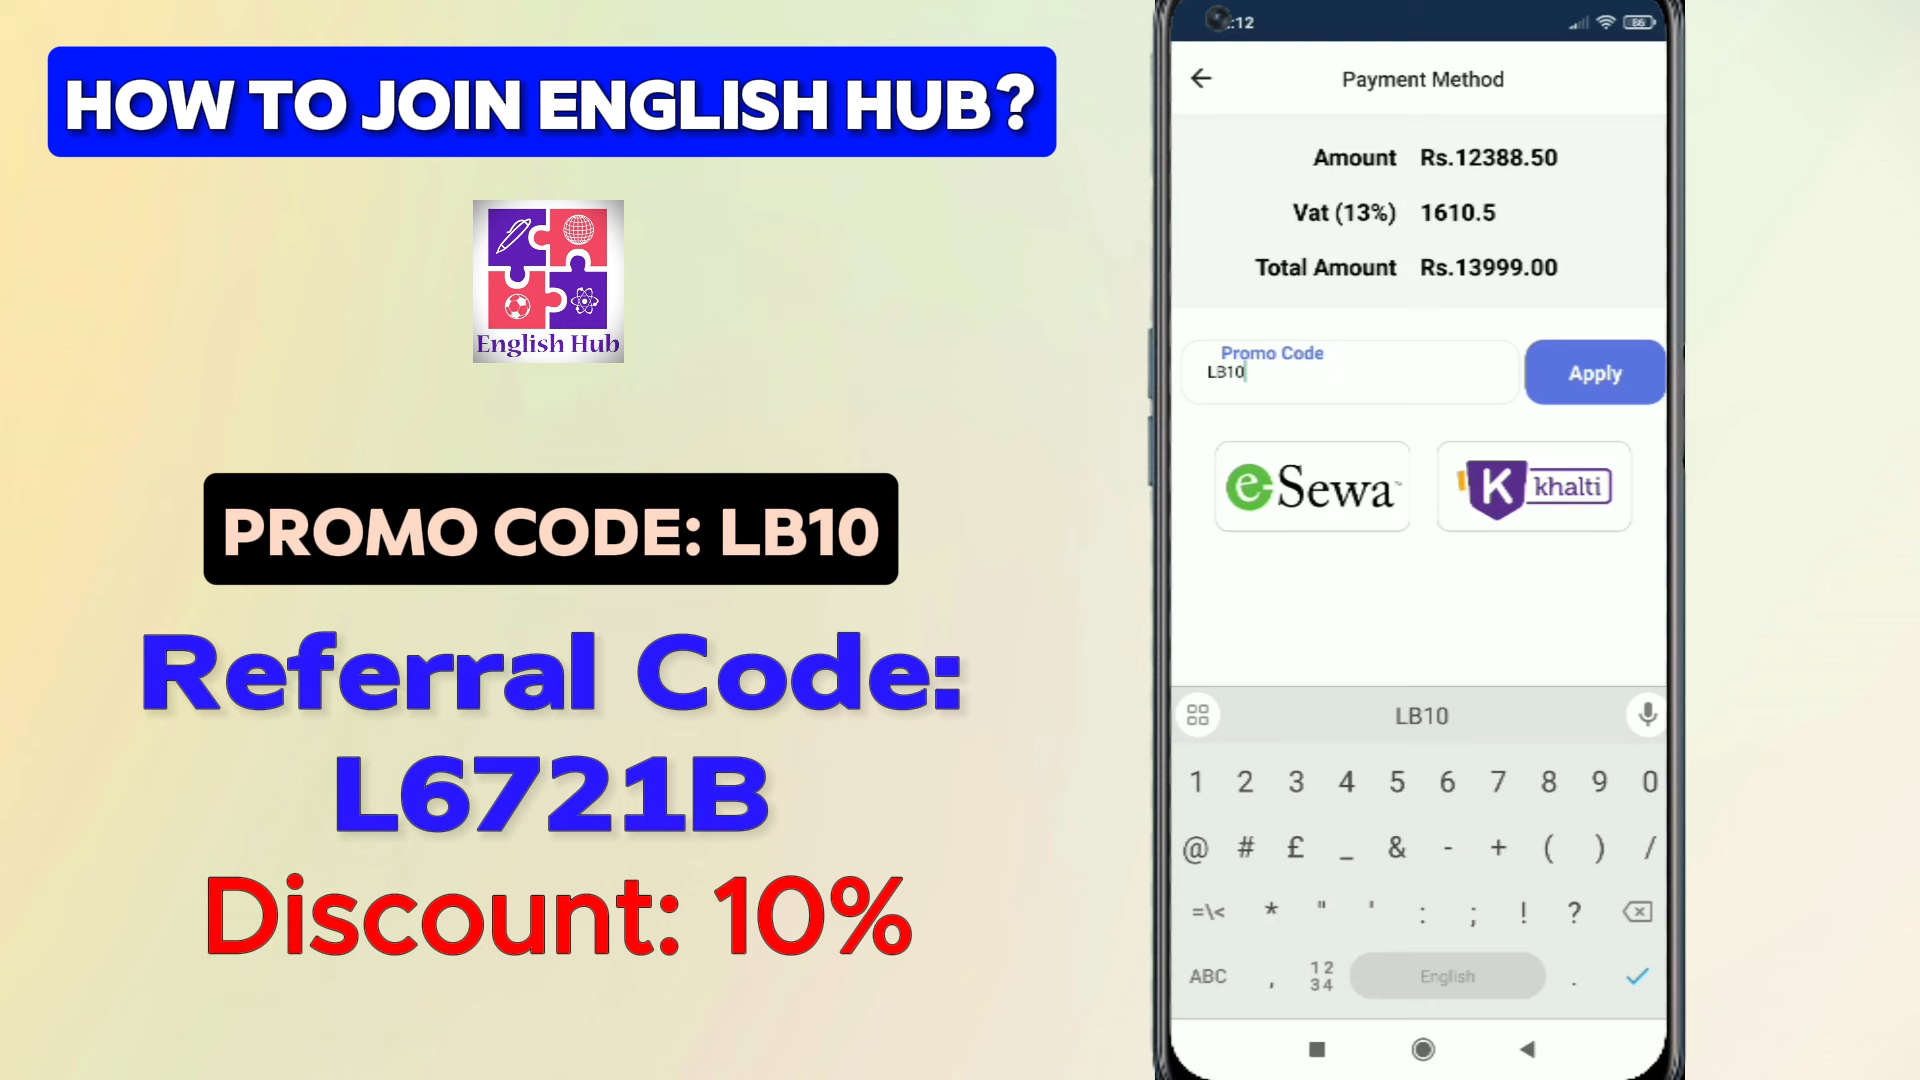 HOW TO JOIN ENGLISH HUB?
English Hub
PROMO CODE: LB10
Referral Code:
L6721B
Discount: 10%
:12
86
Payment Method
Amount Rs.12388.50
Vat (13%) 1610.5
Total Amount Rs.13999.00
Promo Code
LB10
Apply
eSewa
K khalti
LB10
1 2 3 4 5 6 7 8 9 0
@ # £ _ & - + ( ) /
=\< * " ' : ; ! ?
ABC , 12 34 English .